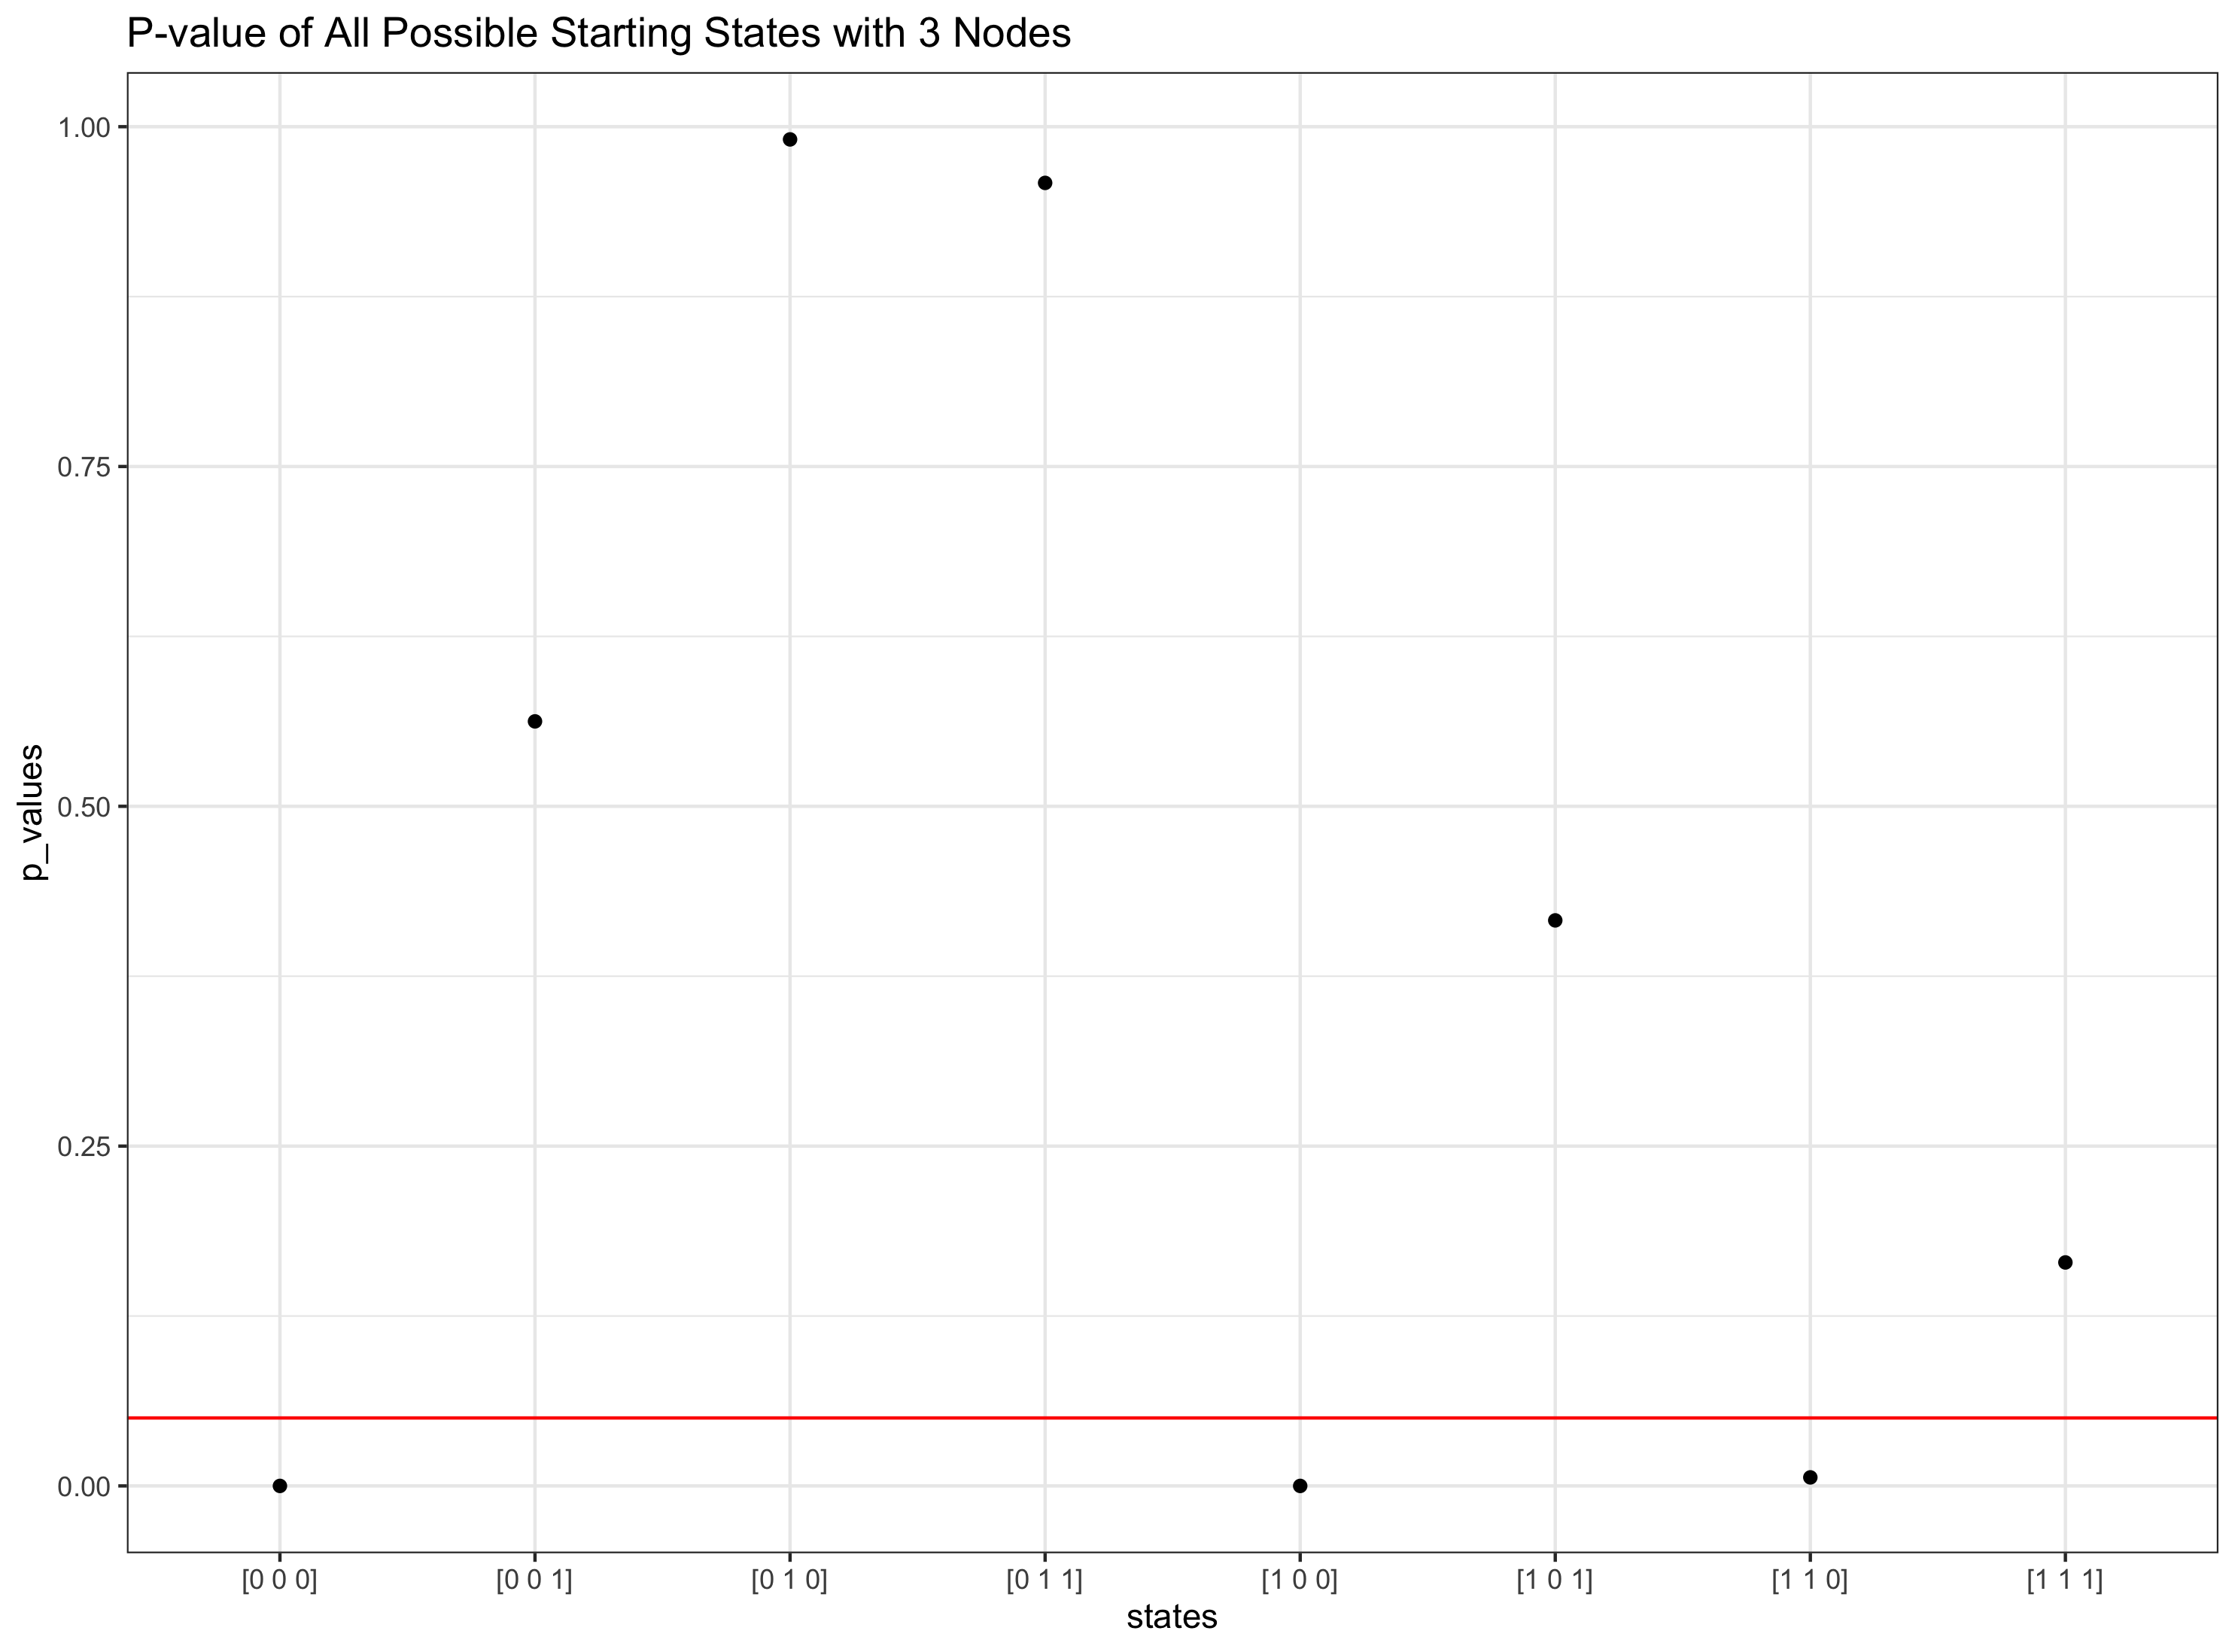 P-value of All Possible Starting States with 3 Nodes
p_values
1.00
0.75
0.50
0.25
0.00
[0 0 0] [0 0 1] [0 1 0] [0 1 1] [1 0 0] [1 0 1] [1 1 0] [1 1 1]
states